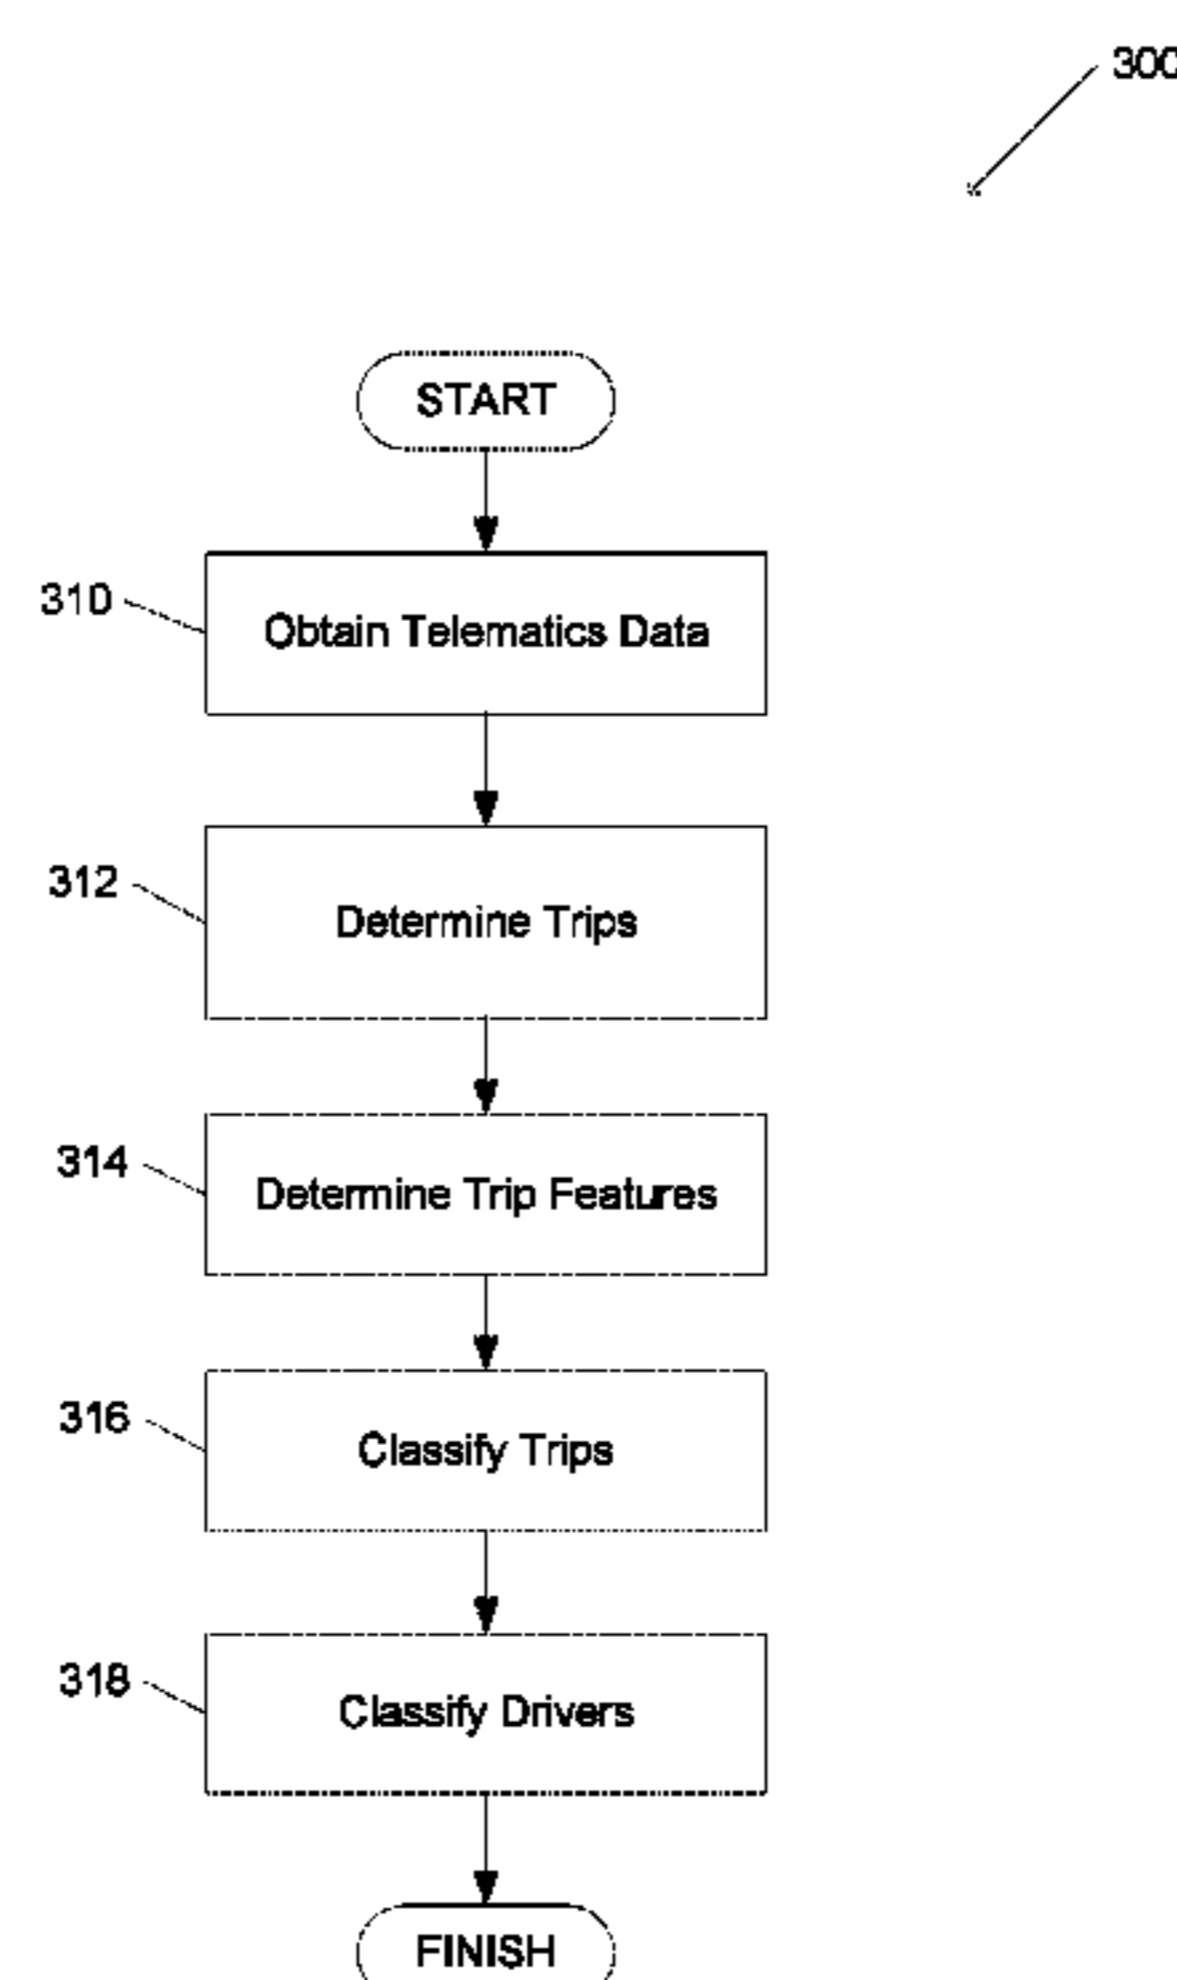 300
START
310
Obtain Telematics Data
312
Determine Trips
314
Determine Trip Features
316
Classify Trips
318
Classify Drivers
FINISH